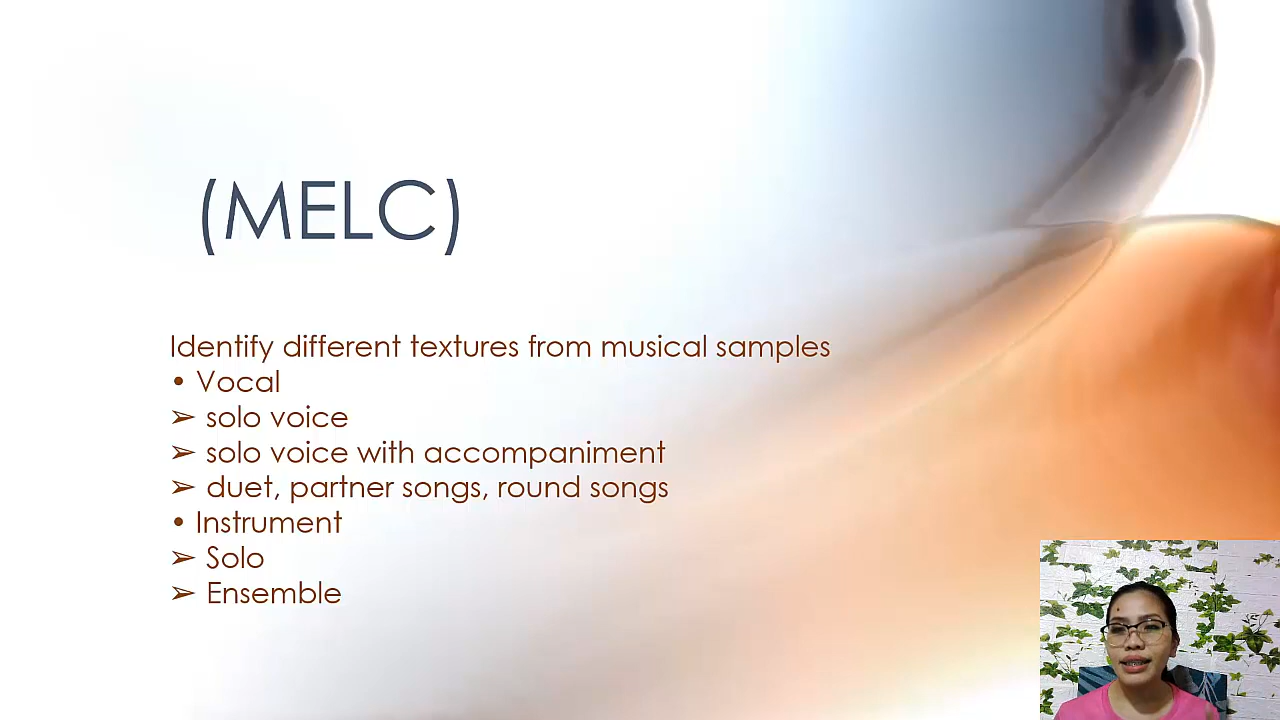 (MELC)
Identify different textures from musical samples
• Vocal
➢ solo voice
➢ solo voice with accompaniment
➢ duet, partner songs, round songs
• Instrument
➢ Solo
➢ Ensemble